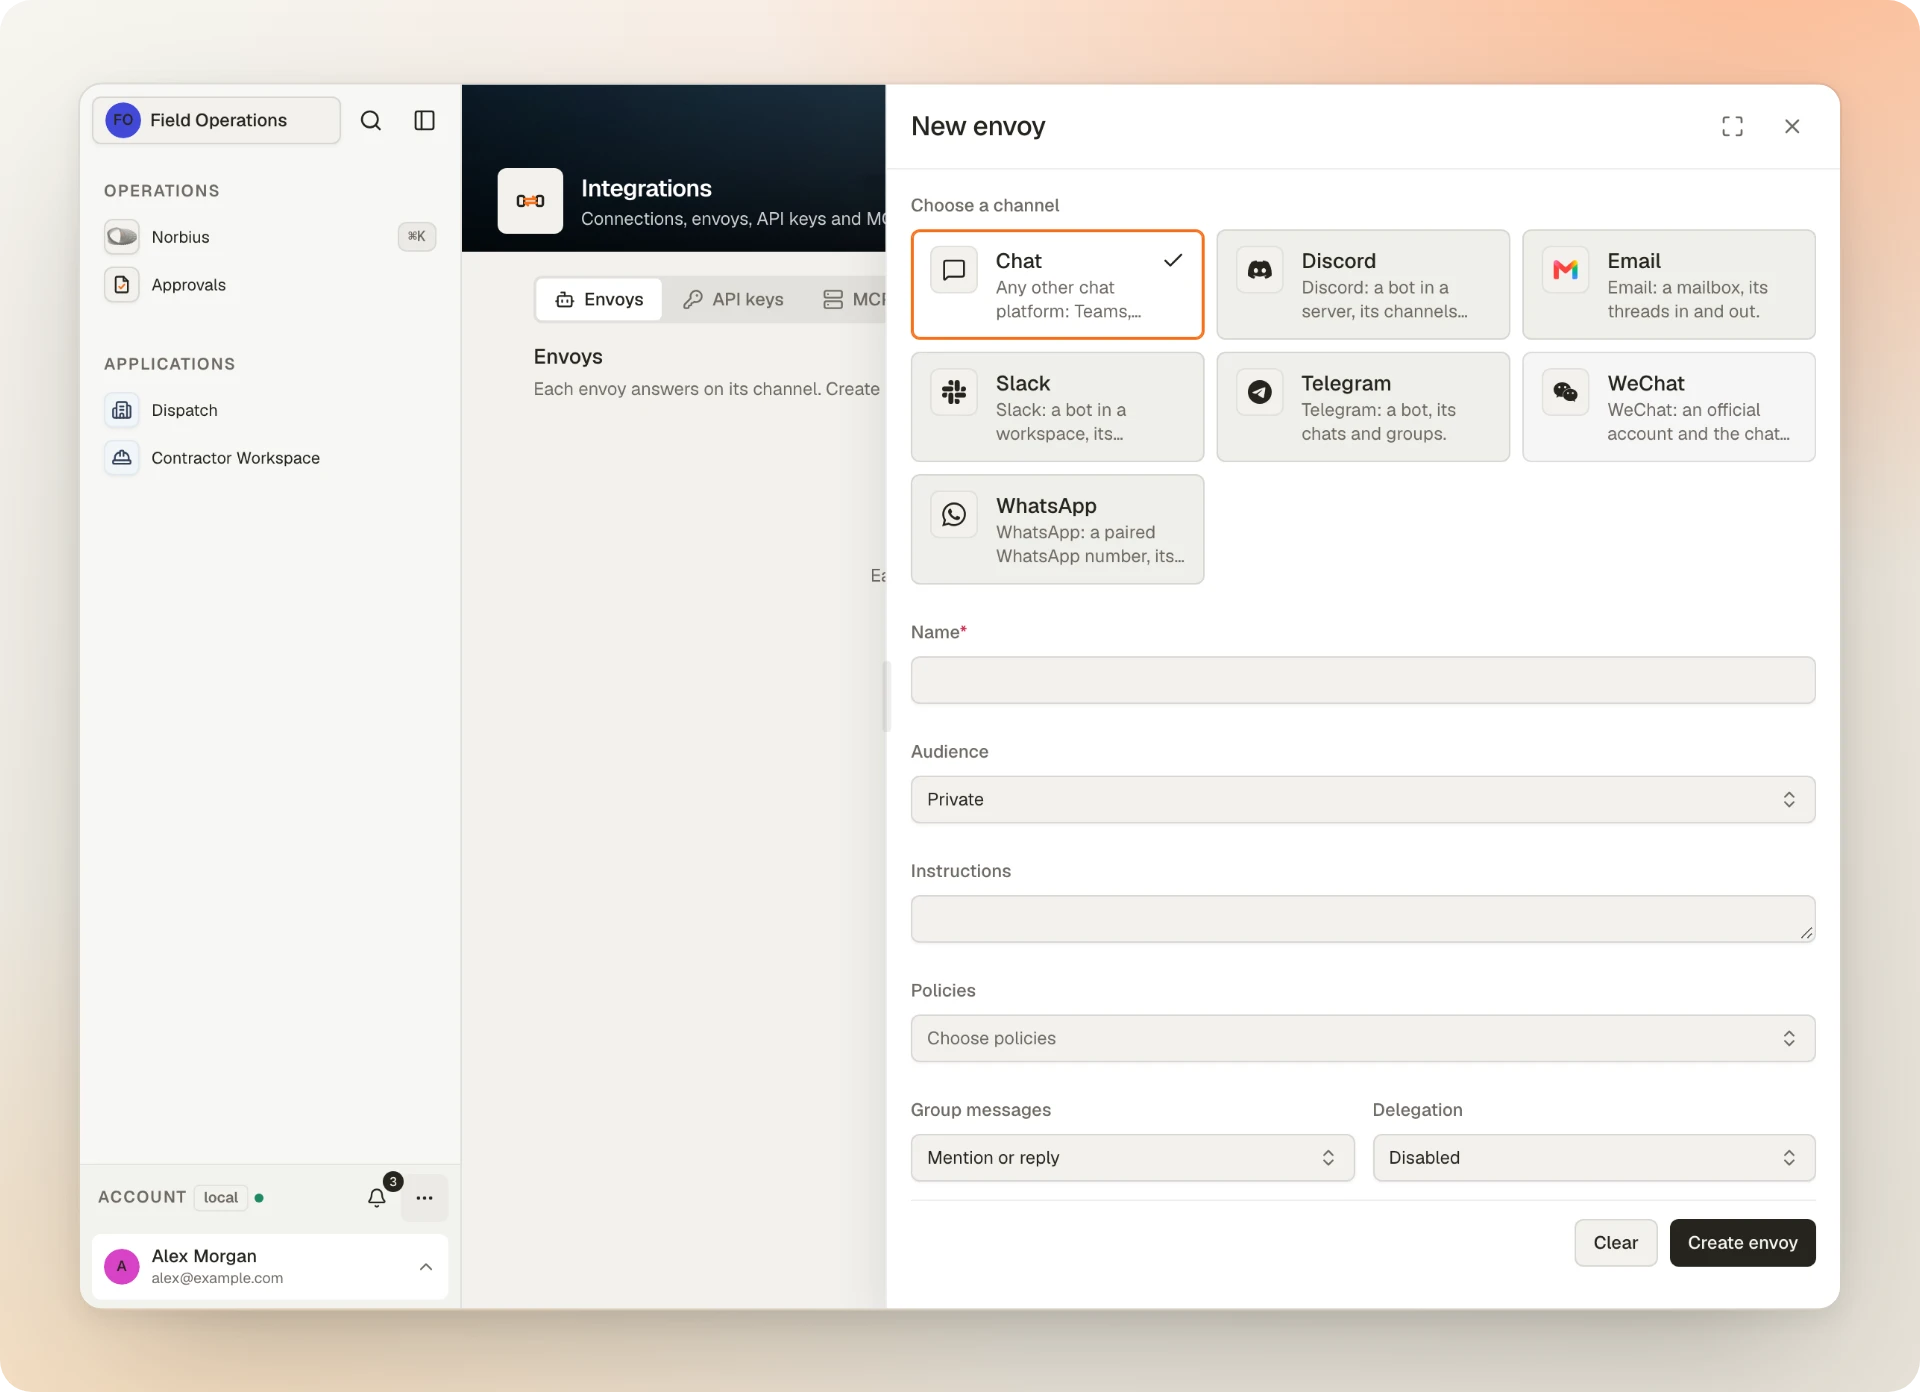 FO Field Operations
OPERATIONS
Norbius ⌘K
Approvals
APPLICATIONS
Dispatch
Contractor Workspace
ACCOUNT local 3
A Alex Morgan
alex@example.com
Integrations
Connections, envoys, API keys and MC
Envoys API keys MCP
Envoys
Each envoy answers on its channel. Create
Ea
New envoy
Choose a channel
Chat
Any other chat
platform: Teams,...
Discord
Discord: a bot in a
server, its channels...
Email
Email: a mailbox, its
threads in and out.
Slack
Slack: a bot in a
workspace, its...
Telegram
Telegram: a bot, its
chats and groups.
WeChat
WeChat: an official
account and the chat...
WhatsApp
WhatsApp: a paired
WhatsApp number, its...
Name*
Audience
Private
Instructions
Policies
Choose policies
Group messages
Mention or reply
Delegation
Disabled
Clear
Create envoy